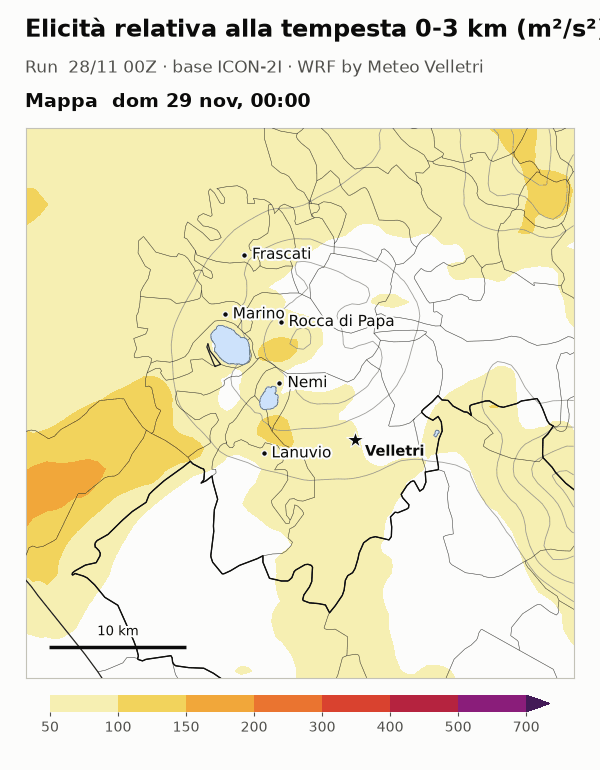 Elicità relativa alla tempesta 0-3 km (m²/s²)
Run 28/11 00Z · base ICON-2I · WRF by Meteo Velletri
Mappa dom 29 nov, 00:00
Frascati
Marino
Rocca di Papa
Nemi
Velletri
Lanuvio
10 km
50 100 150 200 300 400 500 700